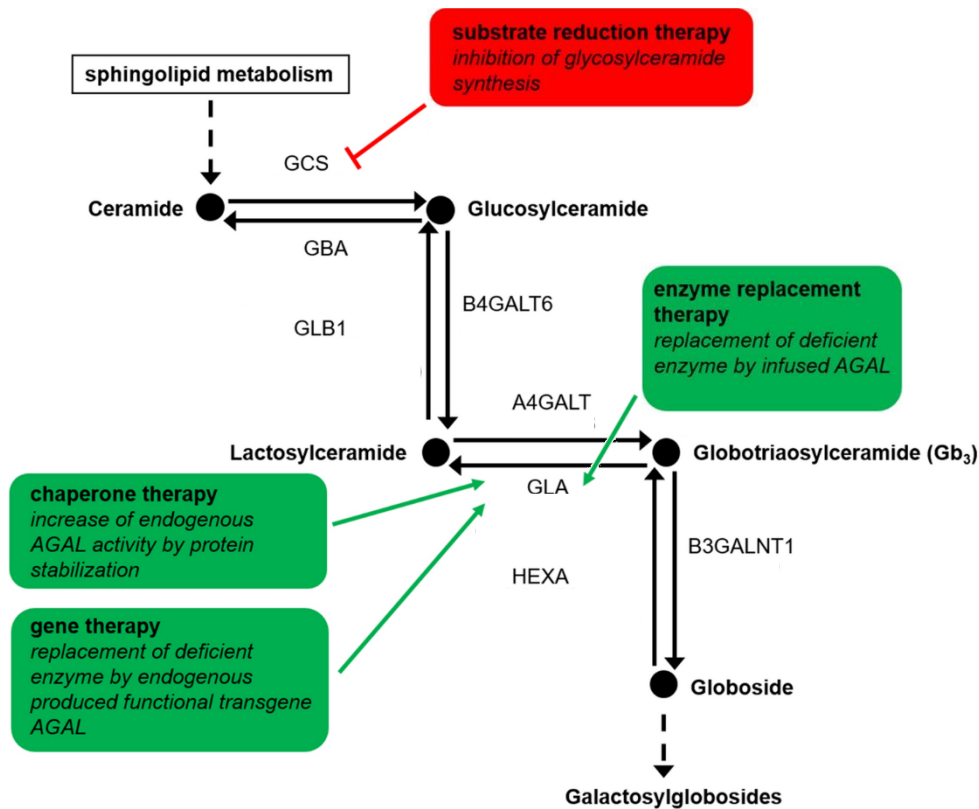 substrate reduction therapy
inhibition of glycosylceramide
synthesis
sphingolipid metabolism
GCS
Ceramide
Glucosylceramide
GBA
enzyme replacement
therapy
replacement of deficient
enzyme by infused AGAL
GLB1
B4GALT6
A4GALT
Lactosylceramide
Globotriaosylceramide (Gb₃)
GLA
chaperone therapy
increase of endogenous
AGAL activity by protein
stabilization
HEXA
B3GALNT1
gene therapy
replacement of deficient
enzyme by endogenous
produced functional transgene
AGAL
Globoside
Galactosylglobosides